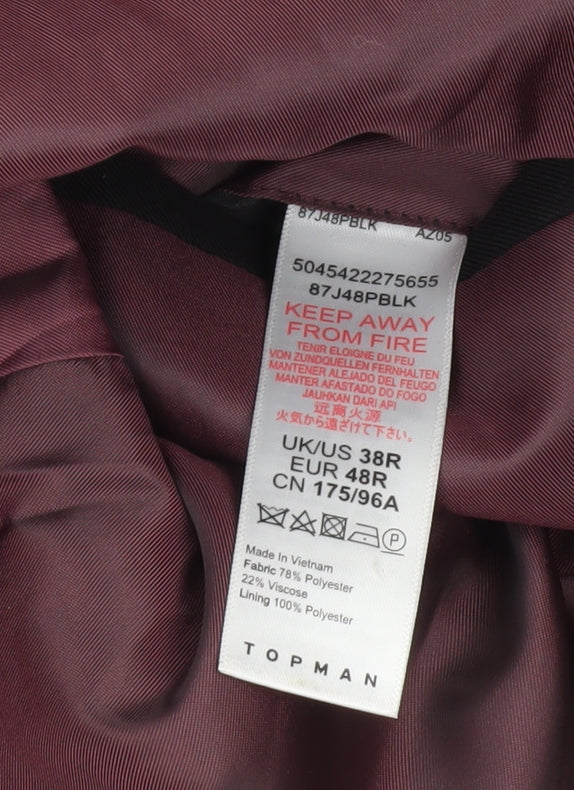 87J48PBLK AZ05
5045422275655
87J48PBLK
KEEP AWAY
FROM FIRE
TENIR ELOIGNE DU FEU
VON ZUNDQUELLEN FERNHALTEN
MANTENER ALEJADO DEL FEUGO
MANTER AFASTADO DO FOGO
JAUHKAN DARI API
远离火源
火気から遠ざけて下さい。
UK/US 38R
EUR 48R
CN 175/96A
P
Made In Vietnam
Fabric 78% Polyester
22% Viscose
Lining 100% Polyester
TOPMAN